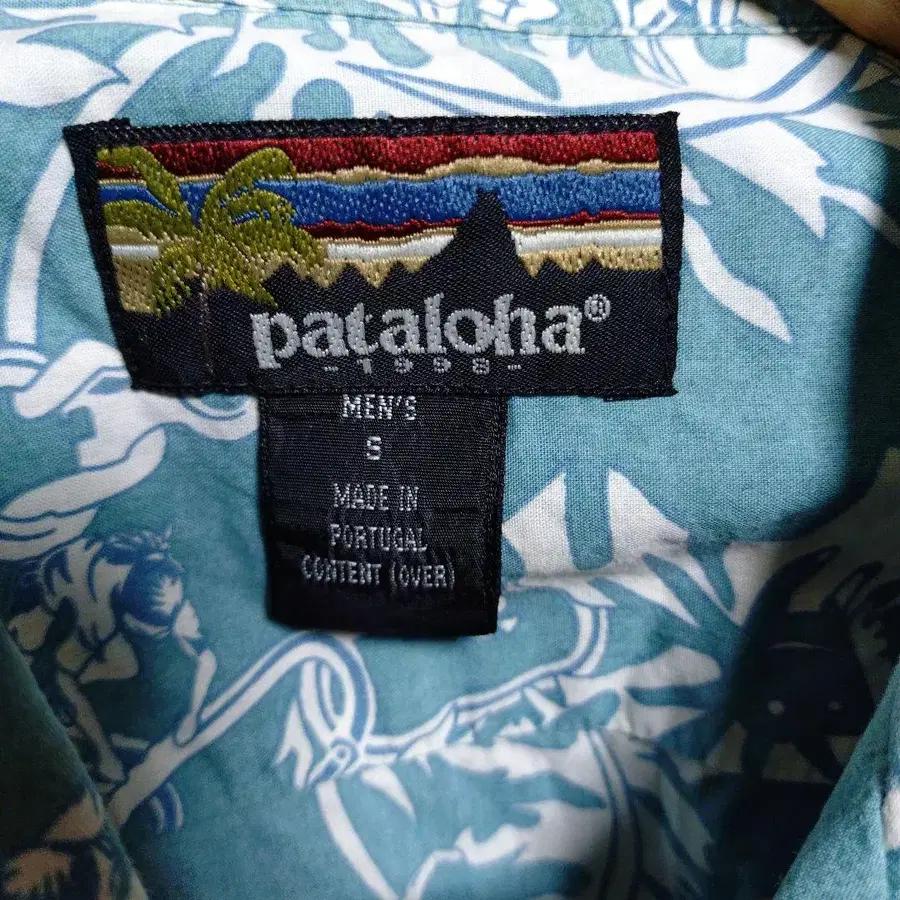 pataloha®
-1998-
MEN'S
S
MADE IN
PORTUGAL
CONTENT (OVER)